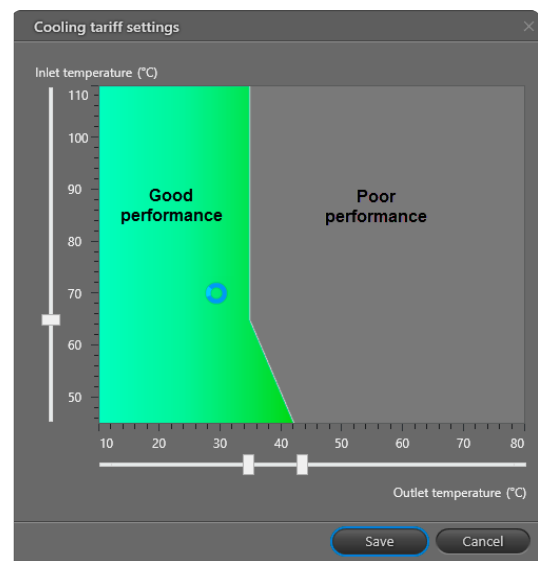 Cooling tariff settings
Inlet temperature (°C)
110
100
90
80
70
60
50
Good
performance
Poor
performance
10 20 30 40 50 60 70 80
Outlet temperature (°C)
Save Cancel